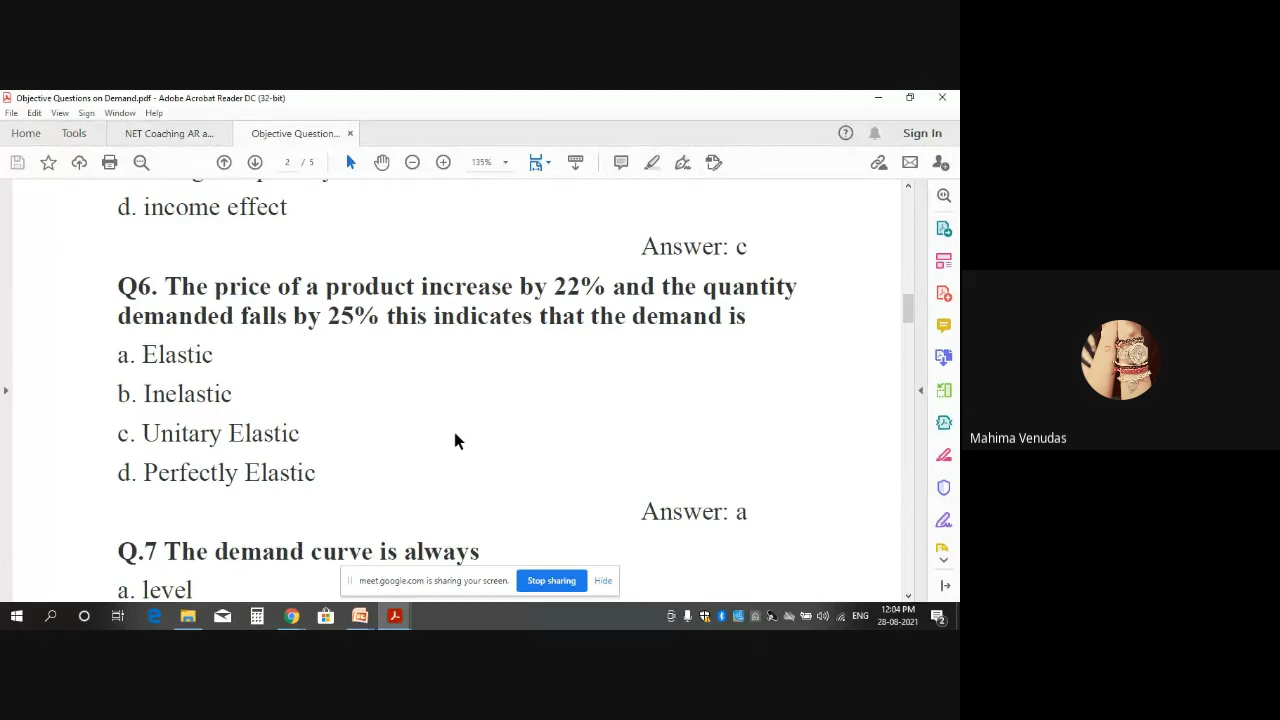 Objective Questions on Demand.pdf - Adobe Acrobat Reader DC (32-bit)
File Edit View Sign Window Help
Home Tools NET Coaching AR a... Objective Question... × Sign In
2 / 5 135%
d. income effect
Answer: c
Q6. The price of a product increase by 22% and the quantity
demanded falls by 25% this indicates that the demand is
a. Elastic
b. Inelastic
c. Unitary Elastic
d. Perfectly Elastic
Answer: a
Q.7 The demand curve is always
a. level
meet.google.com is sharing your screen. Stop sharing Hide
ENG
12:04 PM
28-08-2021
2
Mahima Venudas